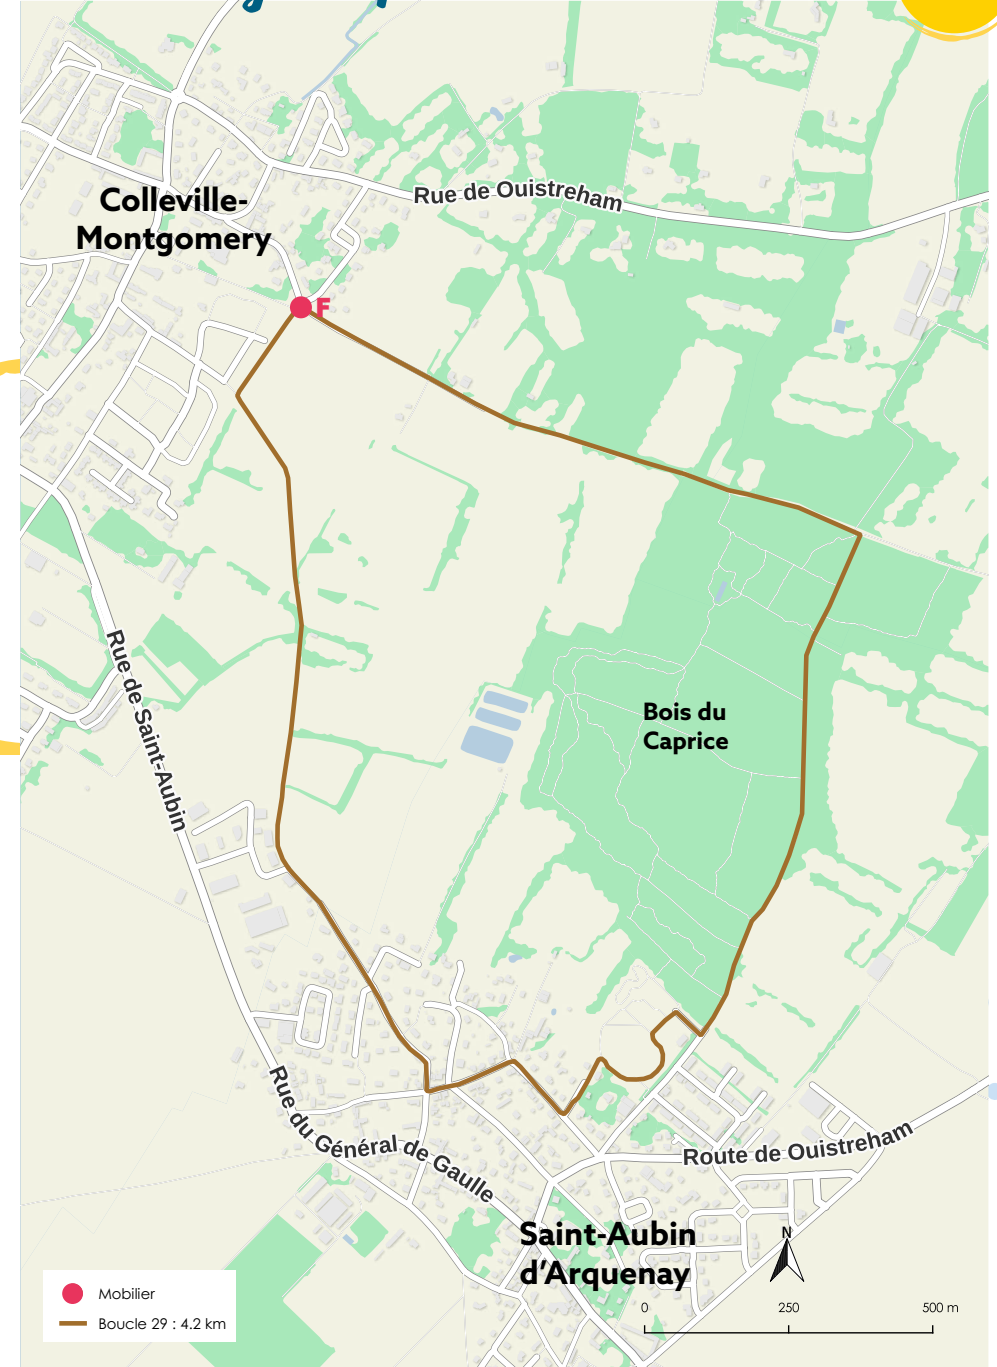 Rue de Ouistreham
Colleville-
Montgomery
F
Bois du
Caprice
Rue de Saint-Aubin
Rue du Général de Gaulle
Route de Ouistreham
Saint-Aubin
d'Arquenay
N
Mobilier
Boucle 29 : 4.2 km
0 250 500 m